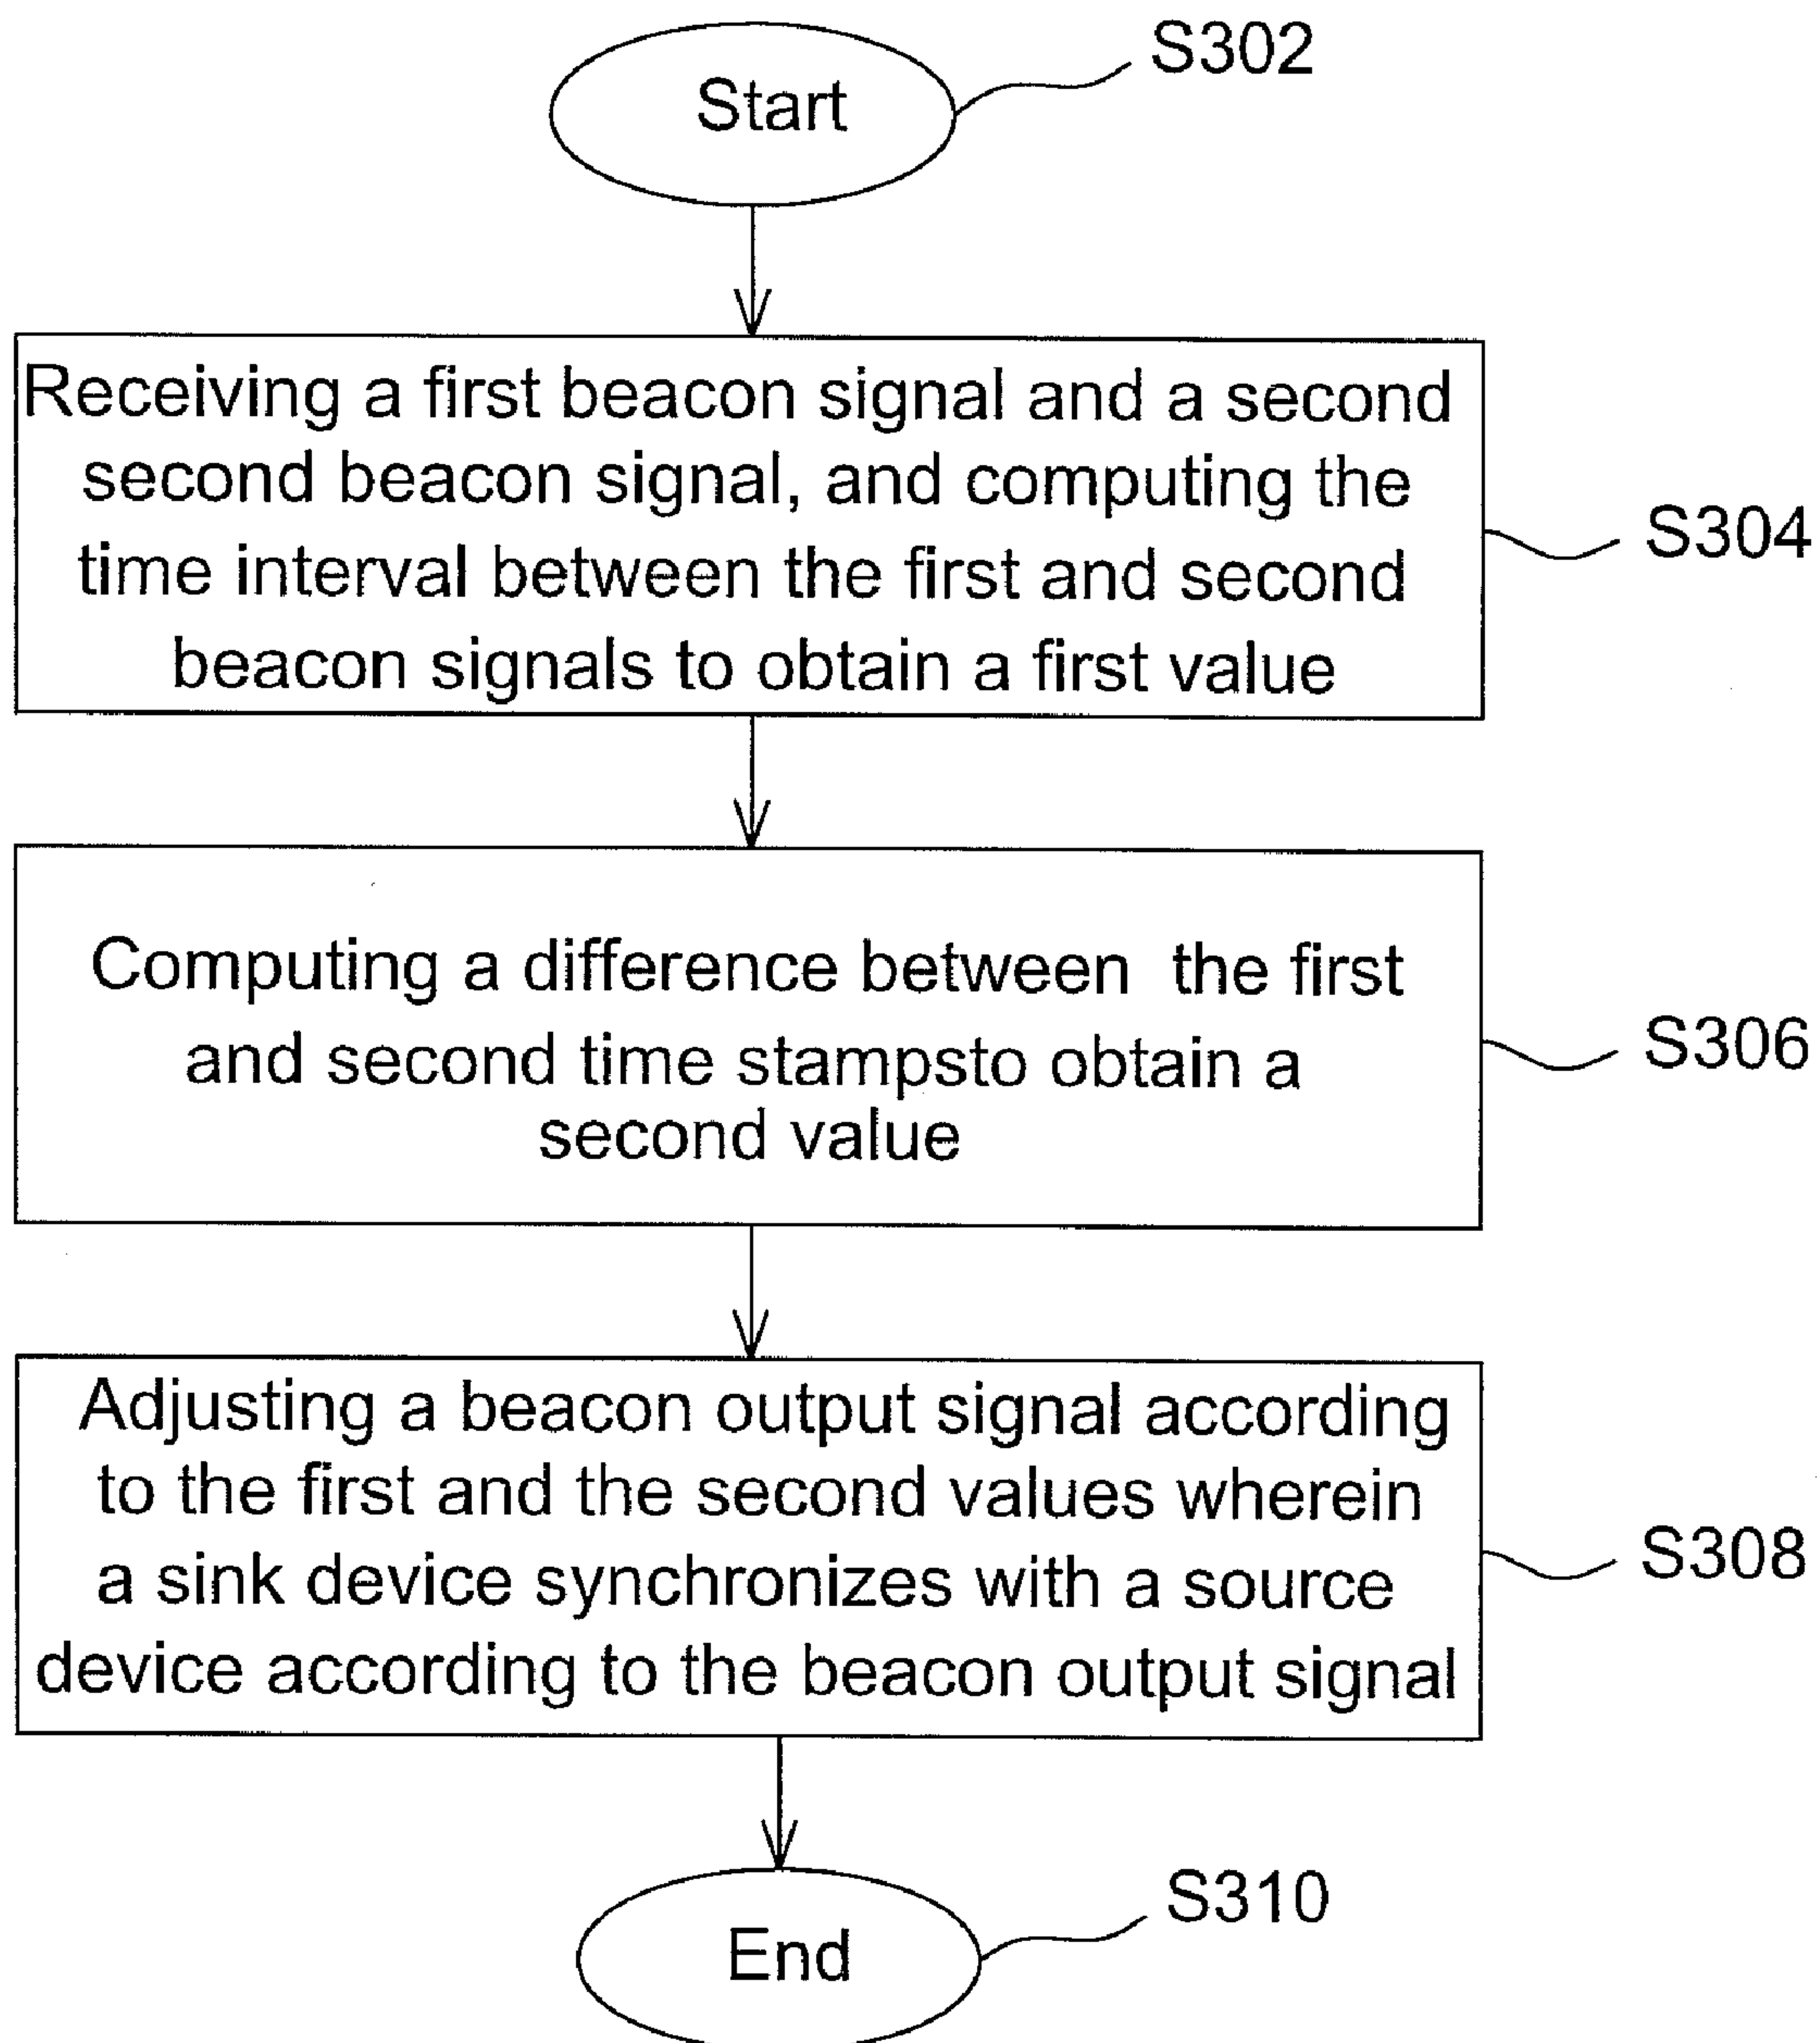 Start
S302
Receiving a first beacon signal and a second
second beacon signal, and computing the
time interval between the first and second
beacon signals to obtain a first value
S304
Computing a difference between the first
and second time stampsto obtain a
second value
S306
Adjusting a beacon output signal according
to the first and the second values wherein
a sink device synchronizes with a source
device according to the beacon output signal
S308
End
S310